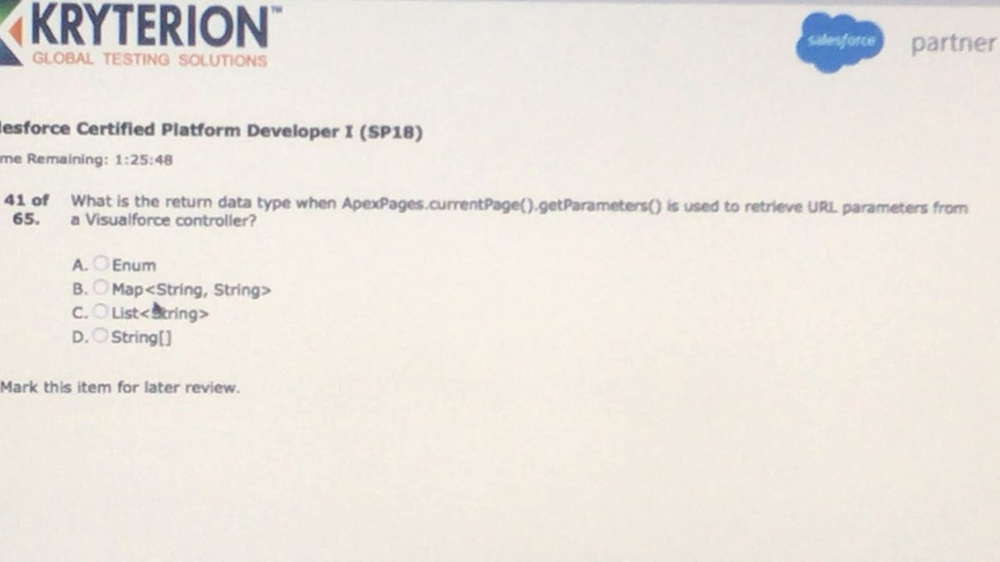 KRYTERION™
GLOBAL TESTING SOLUTIONS
salesforce partner
lesforce Certified Platform Developer I (SP18)
me Remaining: 1:25:48
41 of 65. What is the return data type when ApexPages.currentPage().getParameters() is used to retrieve URL parameters from
a Visualforce controller?
A. Enum
B. Map<String, String>
C. List<String>
D. String[]
Mark this item for later review.